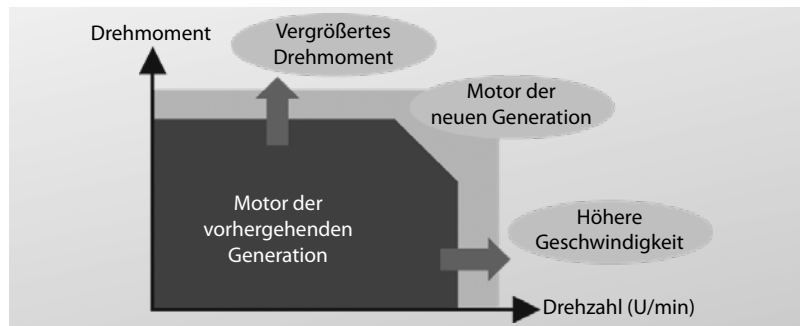 Drehmoment
Vergrößertes
Drehmoment
Motor der
neuen Generation
Motor der
vorhergehenden
Generation
Höhere
Geschwindigkeit
Drehzahl (U/min)